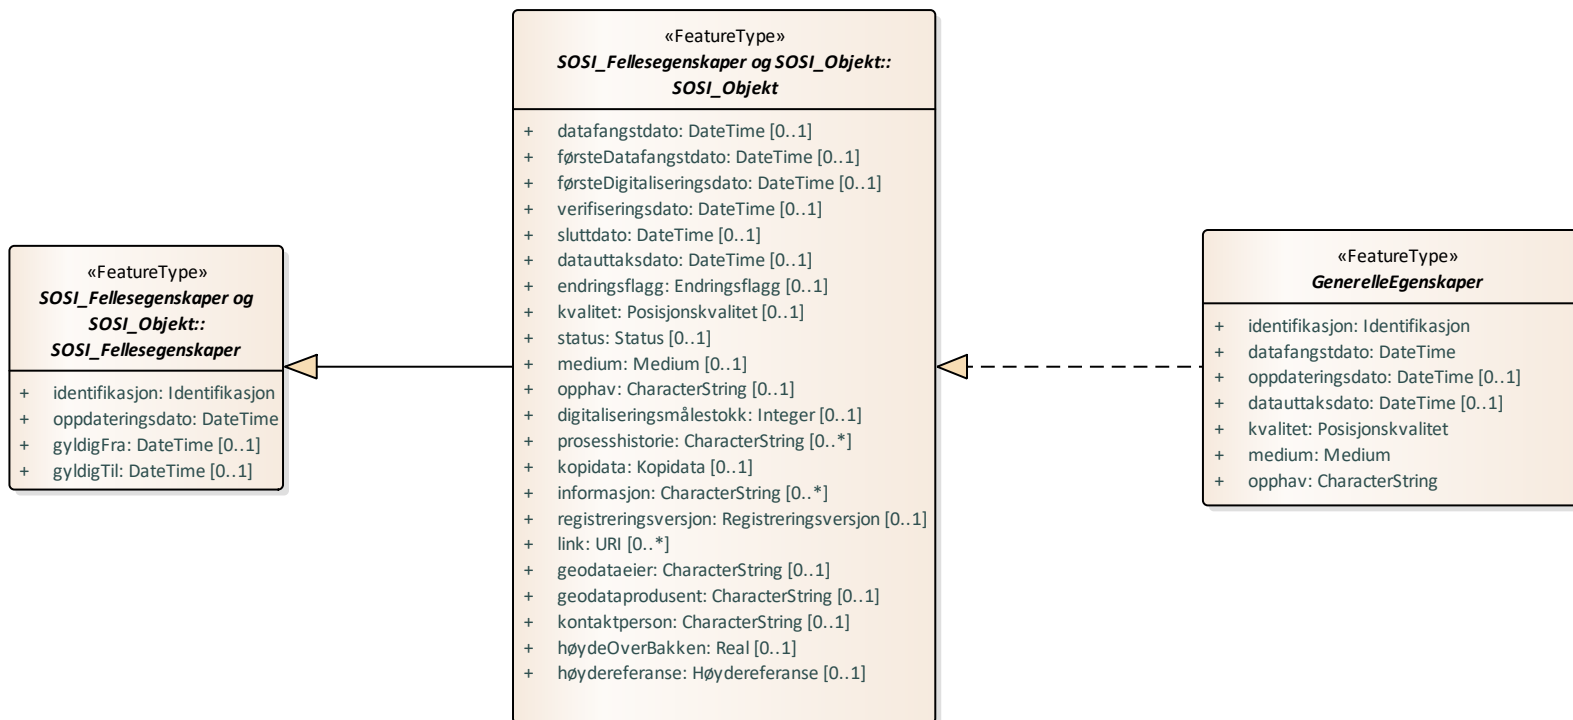 «FeatureType»
SOSI_Fellesegenskaper og
SOSI_Objekt::
SOSI_Fellesegenskaper
+ identifikasjon: Identifikasjon
+ oppdateringsdato: DateTime
+ gyldigFra: DateTime [0..1]
+ gyldigTil: DateTime [0..1]
«FeatureType»
SOSI_Fellesegenskaper og SOSI_Objekt::
SOSI_Objekt
+ datafangstdato: DateTime [0..1]
+ førsteDatafangstdato: DateTime [0..1]
+ førsteDigitaliseringsdato: DateTime [0..1]
+ verifiseringsdato: DateTime [0..1]
+ sluttdato: DateTime [0..1]
+ datauttaksdato: DateTime [0..1]
+ endringsflagg: Endringsflagg [0..1]
+ kvalitet: Posisjonskvalitet [0..1]
+ status: Status [0..1]
+ medium: Medium [0..1]
+ opphav: CharacterString [0..1]
+ digitaliseringsmålestokk: Integer [0..1]
+ prosesshistorie: CharacterString [0..*]
+ kopidata: Kopidata [0..1]
+ informasjon: CharacterString [0..*]
+ registreringsversjon: Registreringsversjon [0..1]
+ link: URI [0..*]
+ geodataeier: CharacterString [0..1]
+ geodataprodusent: CharacterString [0..1]
+ kontaktperson: CharacterString [0..1]
+ høydeOverBakken: Real [0..1]
+ høydereferanse: Høydereferanse [0..1]
«FeatureType»
GenerelleEgenskaper
+ identifikasjon: Identifikasjon
+ datafangstdato: DateTime
+ oppdateringsdato: DateTime [0..1]
+ datauttaksdato: DateTime [0..1]
+ kvalitet: Posisjonskvalitet
+ medium: Medium
+ opphav: CharacterString